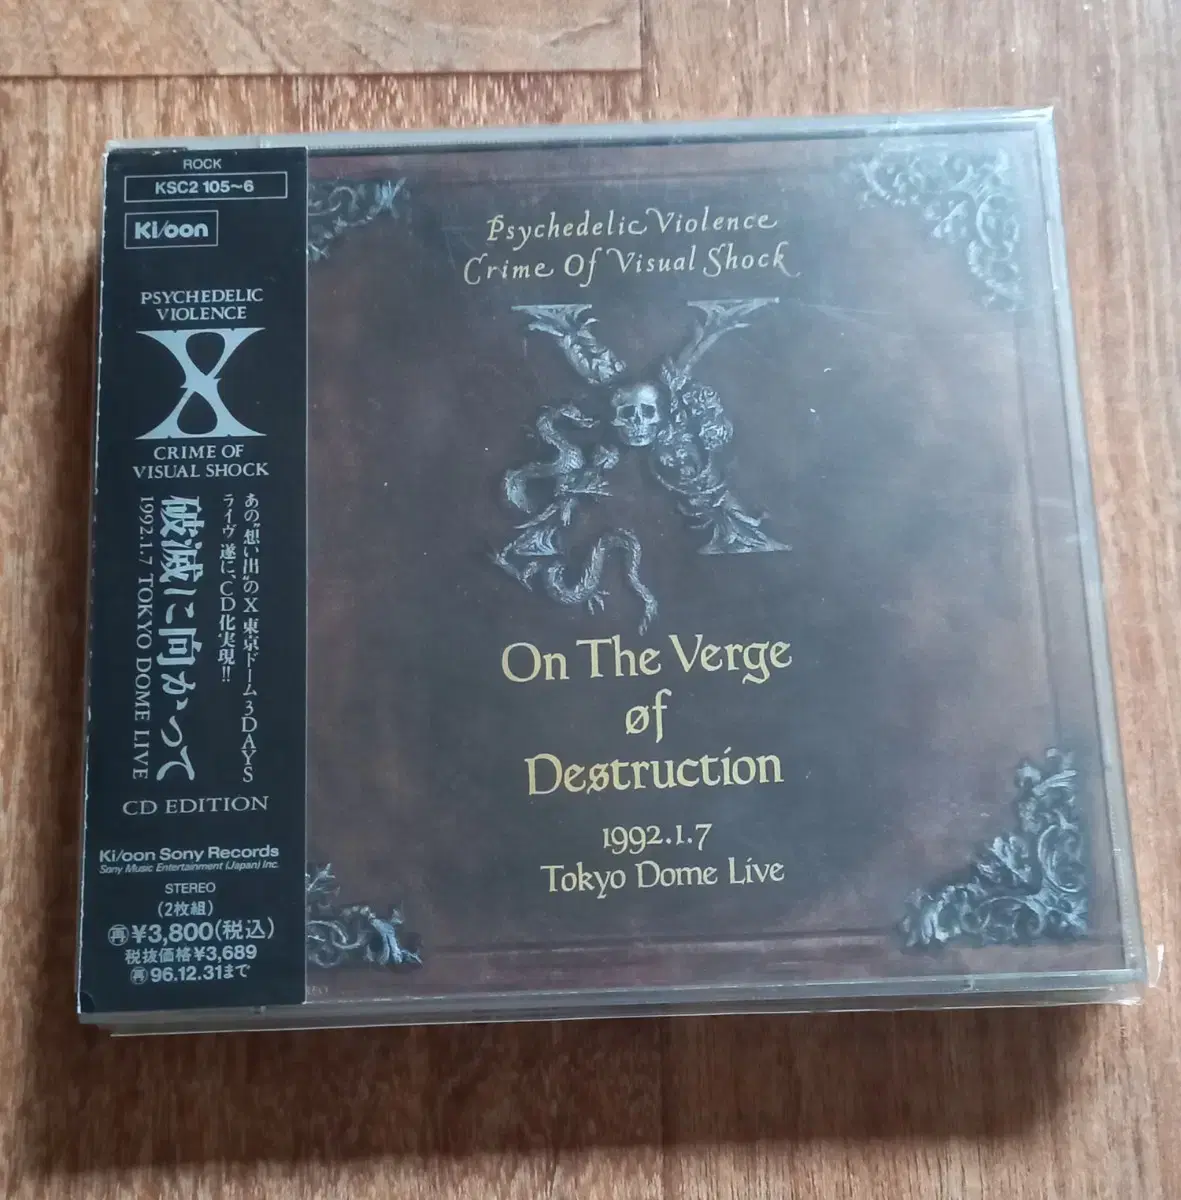 ROCK
KSC2 105~6
Ki/oon
PSYCHEDELIC
VIOLENCE
X
CRIME OF
VISUAL SHOCK
あの“想い出”のX 東京ドーム3DAYS
ライヴ 遂に、CD化実現!!
破滅に向かって
1992.1.7 TOKYO DOME LIVE
CD EDITION
Ki/oon Sony Records
Sony Music Entertainment (Japan) Inc.
STEREO
(2枚組)
再¥3,800(税込)
税抜価格¥3,689
再96.12.31まで
Psychedelic Violence
Crime Of Visual Shock
X
On The Verge
øf
Destruction
1992.1.7
Tokyo Dome Live